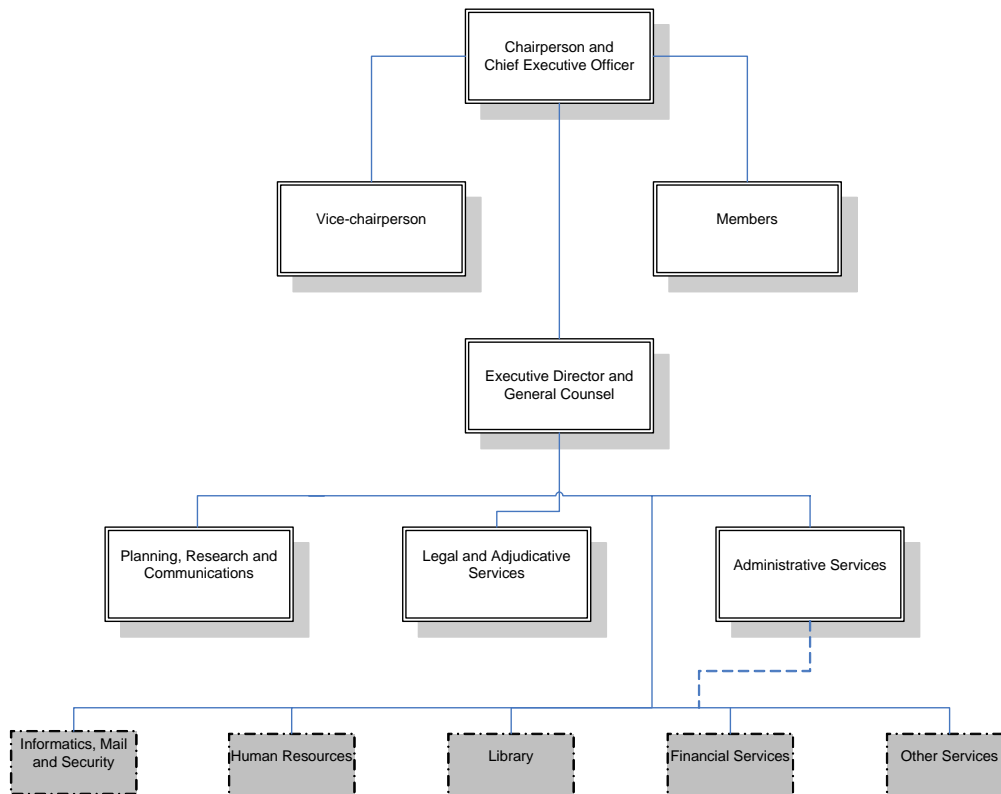 Chairperson and
Chief Executive Officer
Vice-chairperson
Members
Executive Director and
General Counsel
Planning, Research and
Communications
Legal and Adjudicative
Services
Administrative Services
Informatics, Mail
and Security
Human Resources
Library
Financial Services
Other Services